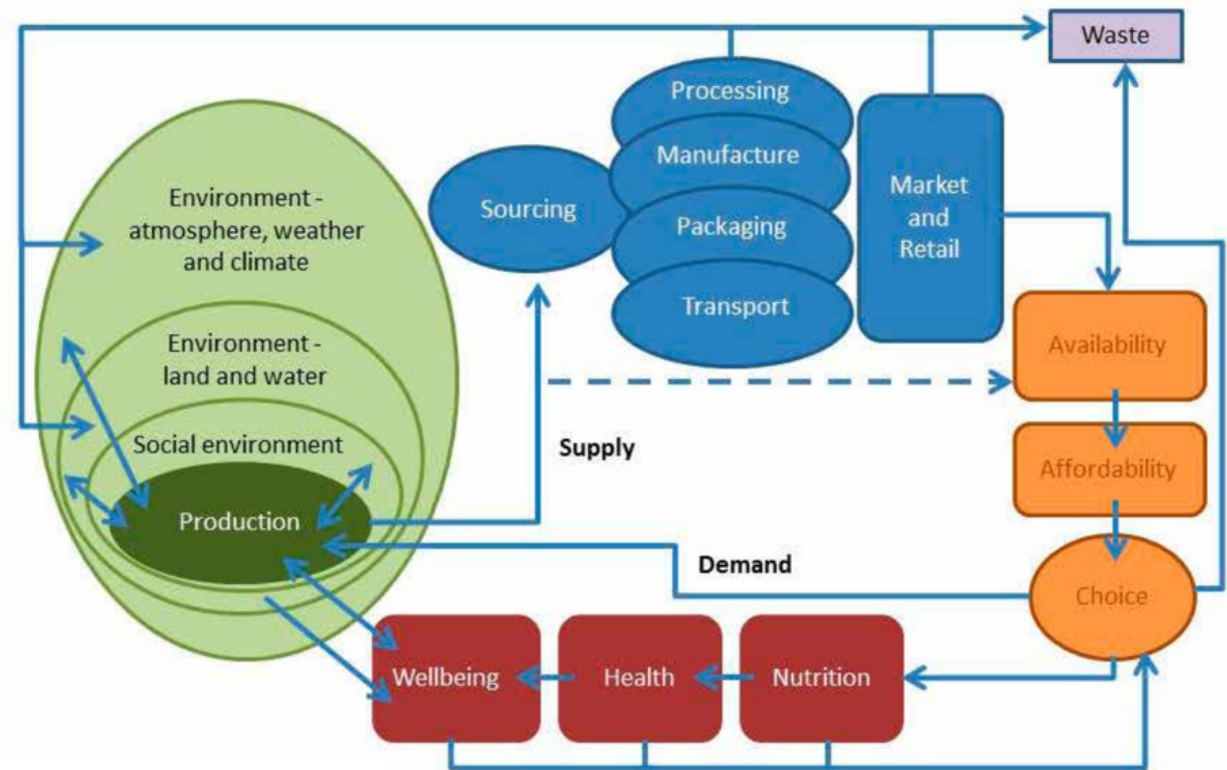 Waste
Processing
Manufacture
Packaging
Transport
Sourcing
Market
and
Retail
Environment -
atmosphere, weather
and climate
Environment -
land and water
Social environment
Production
Supply
Demand
Availability
Affordability
Choice
Wellbeing
Health
Nutrition